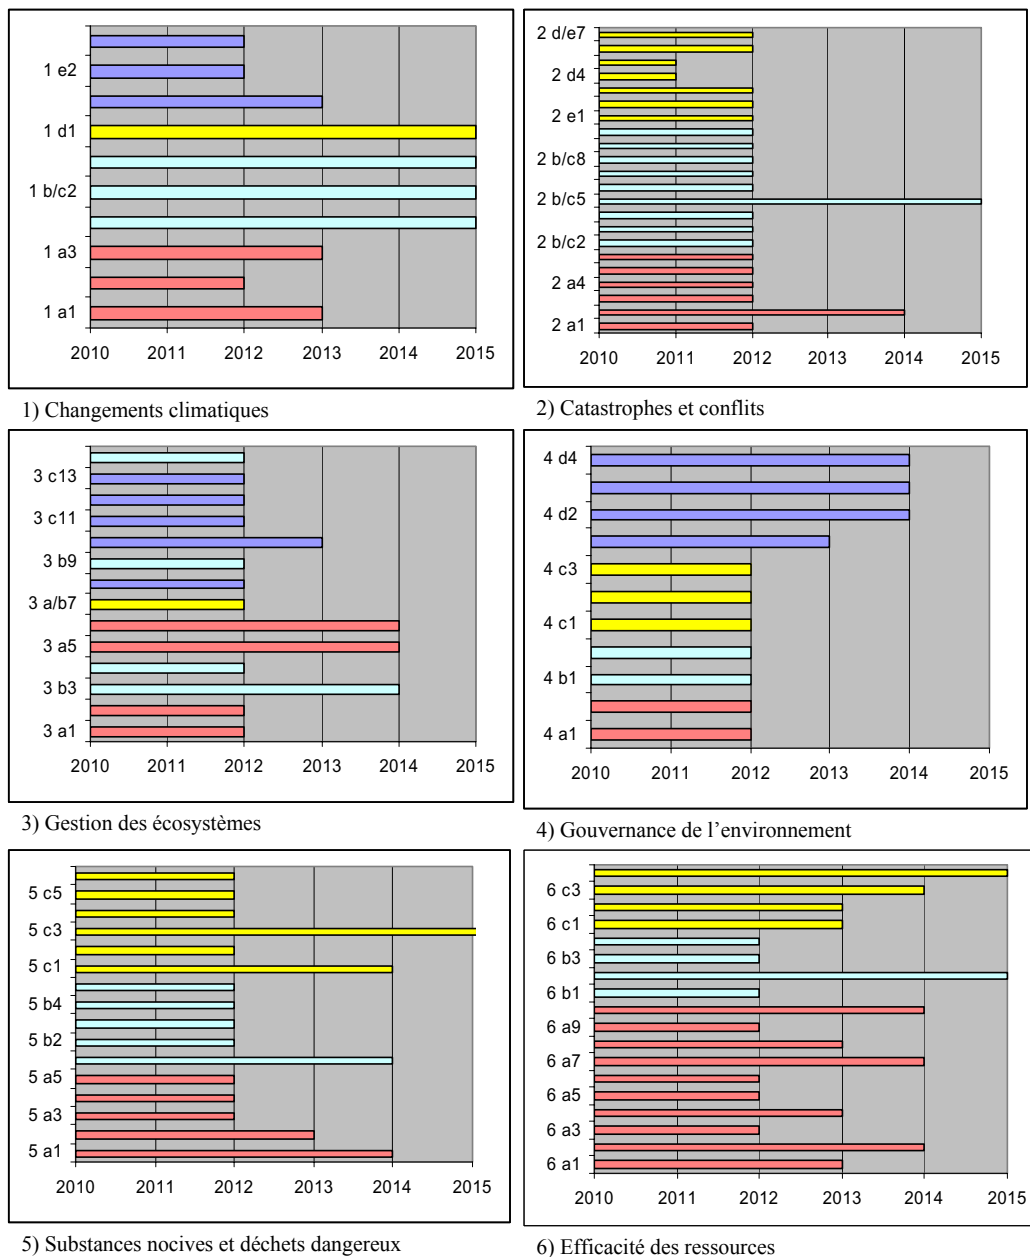 1 e2
1 d1
1 b/c2
1 a3
1 a1
2010 2011 2012 2013 2014 2015
1) Changements climatiques
2 d/e7
2 d4
2 e1
2 b/c8
2 b/c5
2 b/c2
2 a4
2 a1
2010 2011 2012 2013 2014 2015
2) Catastrophes et conflits
3 c13
3 c11
3 b9
3 a/b7
3 a5
3 b3
3 a1
2010 2011 2012 2013 2014 2015
3) Gestion des écosystèmes
4 d4
4 d2
4 c3
4 c1
4 b1
4 a1
2010 2011 2012 2013 2014 2015
4) Gouvernance de l’environnement
5 c5
5 c3
5 c1
5 b4
5 b2
5 a5
5 a3
5 a1
2010 2011 2012 2013 2014 2015
5) Substances nocives et déchets dangereux
6 c3
6 c1
6 b3
6 b1
6 a9
6 a7
6 a5
6 a3
6 a1
2010 2011 2012 2013 2014 2015
6) Efficacité des ressources